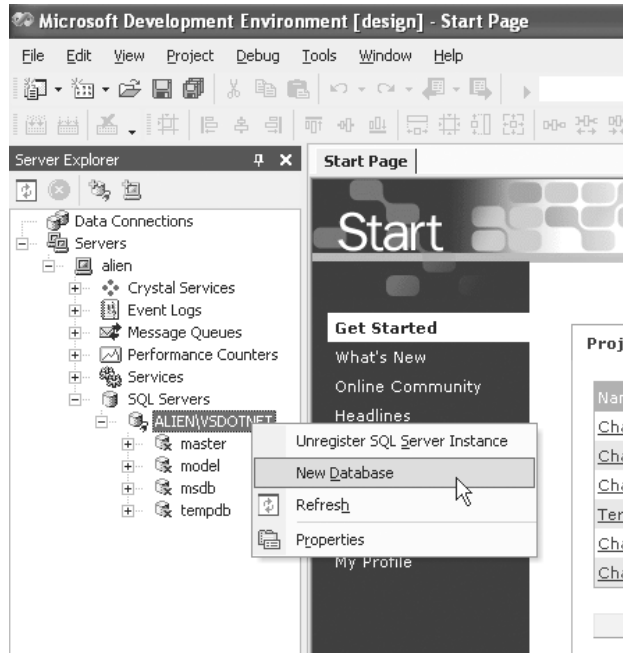 Microsoft Development Environment [design] - Start Page
File Edit View Project Debug Tools Window Help
Server Explorer
Start Page
Data Connections
Servers
alien
Crystal Services
Event Logs
Message Queues
Performance Counters
Services
SQL Servers
ALIEN\VSDOTNET
master
model
msdb
tempdb
Start
Get Started
What's New
Online Community
Headlines
My Profile
Unregister SQL Server Instance
New Database
Refresh
Properties